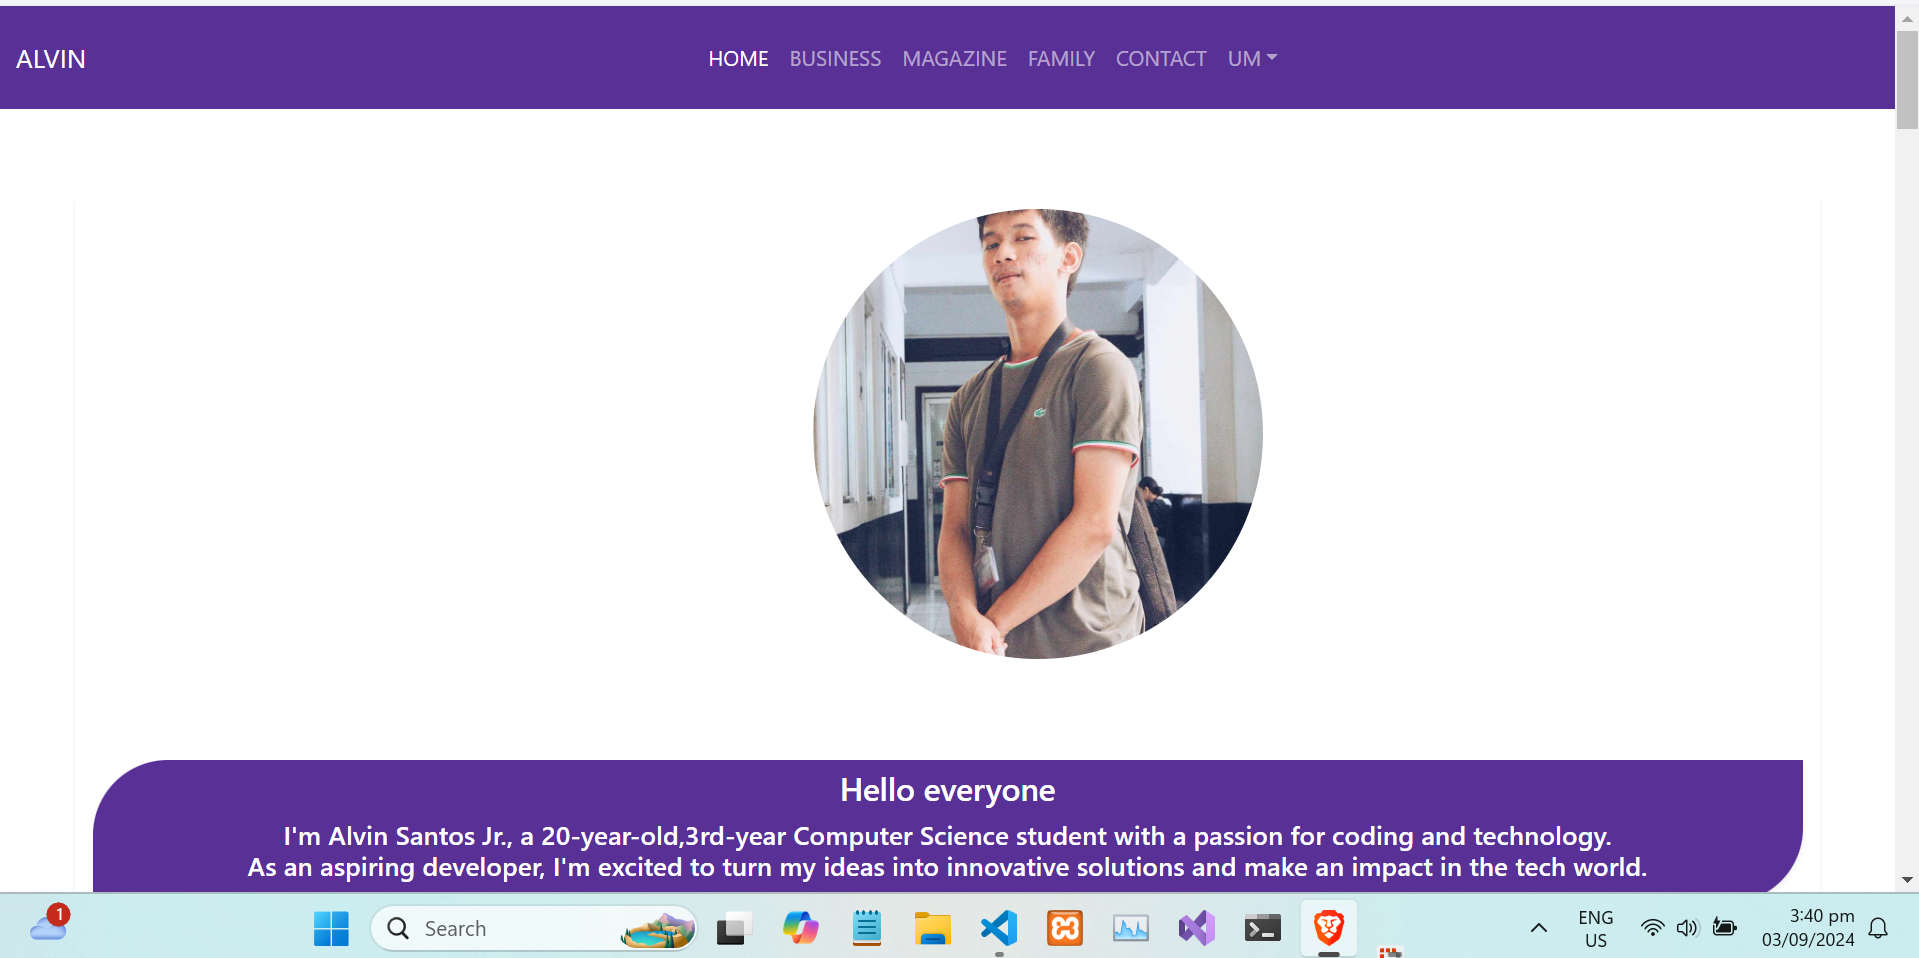 ALVIN
HOME BUSINESS MAGAZINE FAMILY CONTACT UM
Hello everyone
I'm Alvin Santos Jr., a 20-year-old,3rd-year Computer Science student with a passion for coding and technology.
As an aspiring developer, I'm excited to turn my ideas into innovative solutions and make an impact in the tech world.
1
Search
ENG
US
3:40 pm
03/09/2024